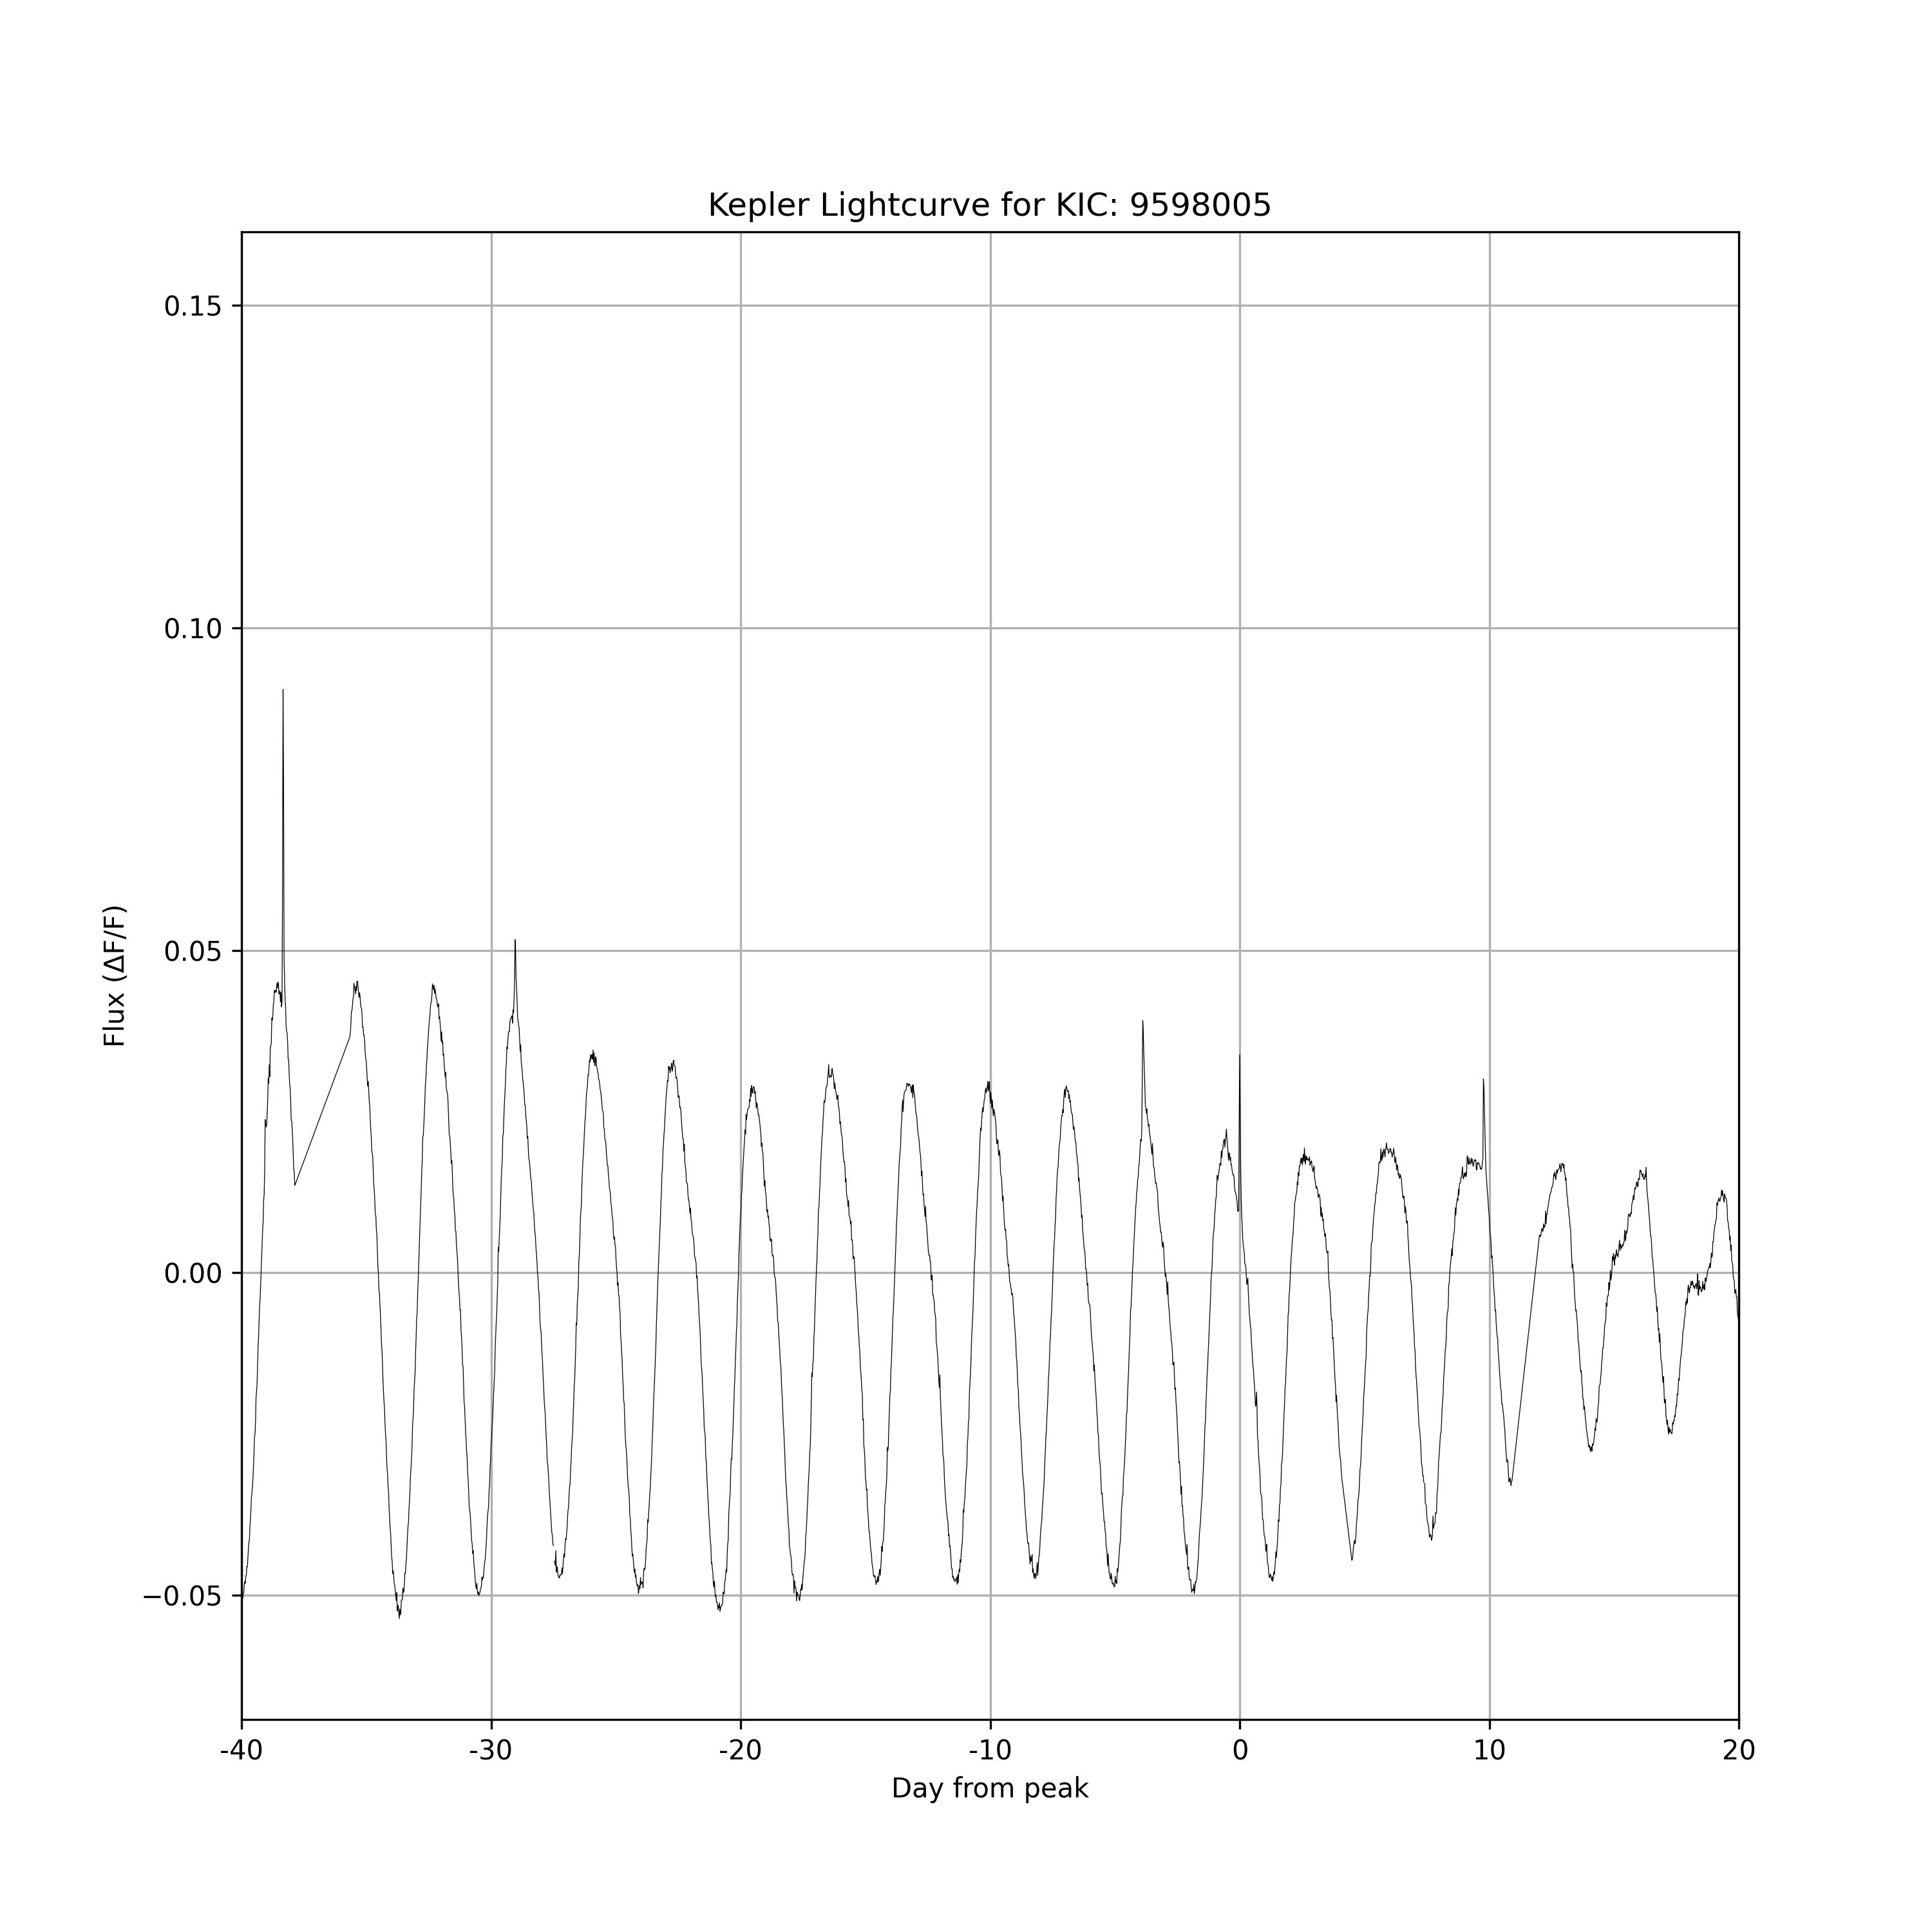 Kepler Lightcurve for KIC: 9598005
0.15
0.10
0.05
0.00
−0.05
Flux (ΔF/F)
-40 -30 -20 -10 0 10 20
Day from peak